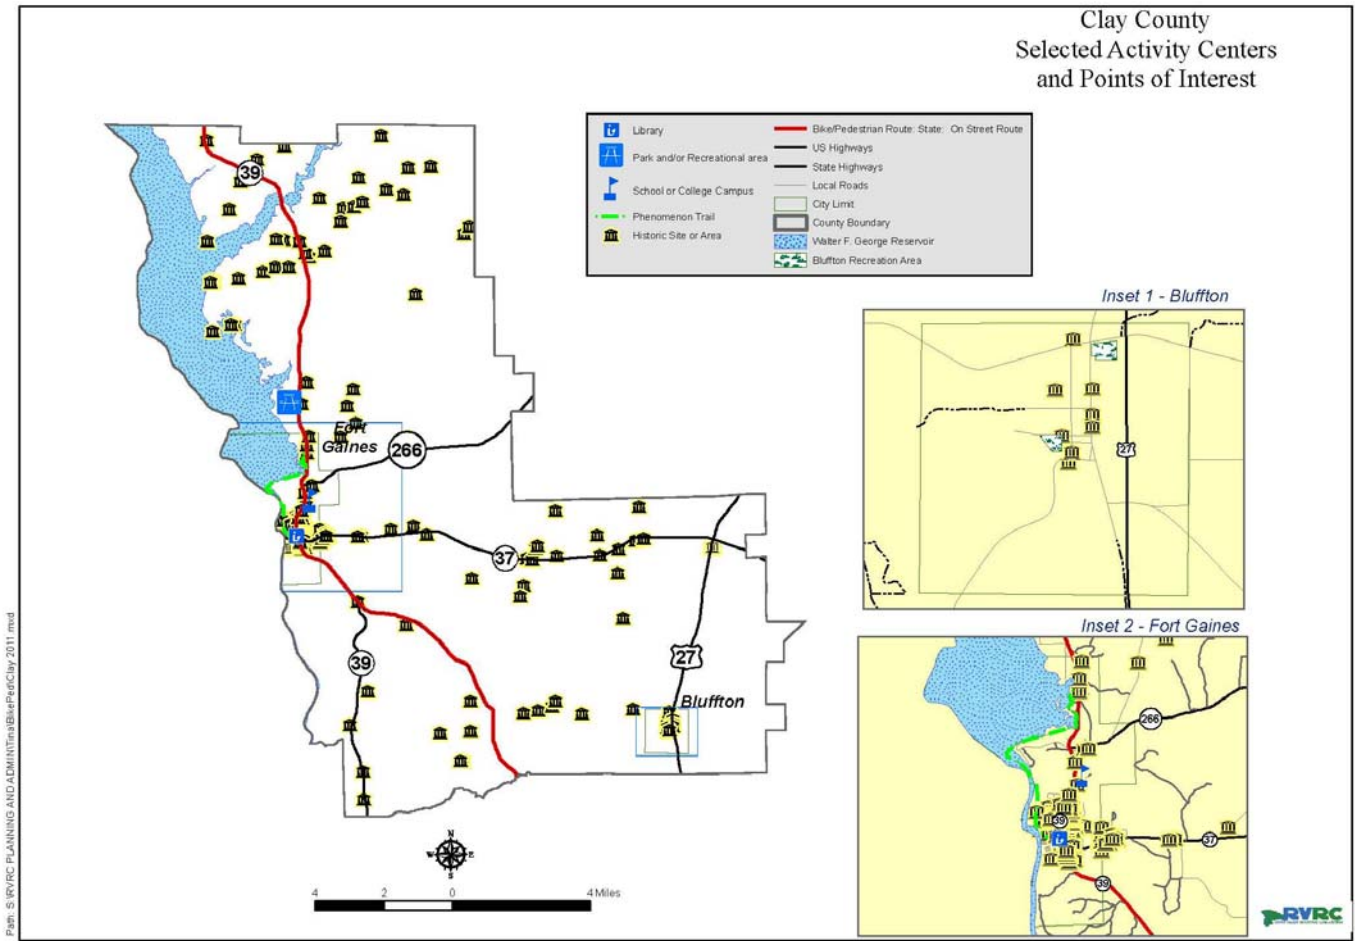 Clay County
Selected Activity Centers
and Points of Interest
Library
Park and/or Recreational area
School or College Campus
Phenomenon Trail
Historic Site or Area
Bike/Pedestrian Route: State: On Street Route
US Highways
State Highways
Local Roads
City Limit
County Boundary
Walter F. George Reservoir
Bluffton Recreation Area
39
Fort
Gaines
266
37
39
27
Bluffton
Inset 1 - Bluffton
27
Inset 2 - Fort Gaines
266
39
37
39
N
W E
S
4 2 0 4 Miles
RVRC